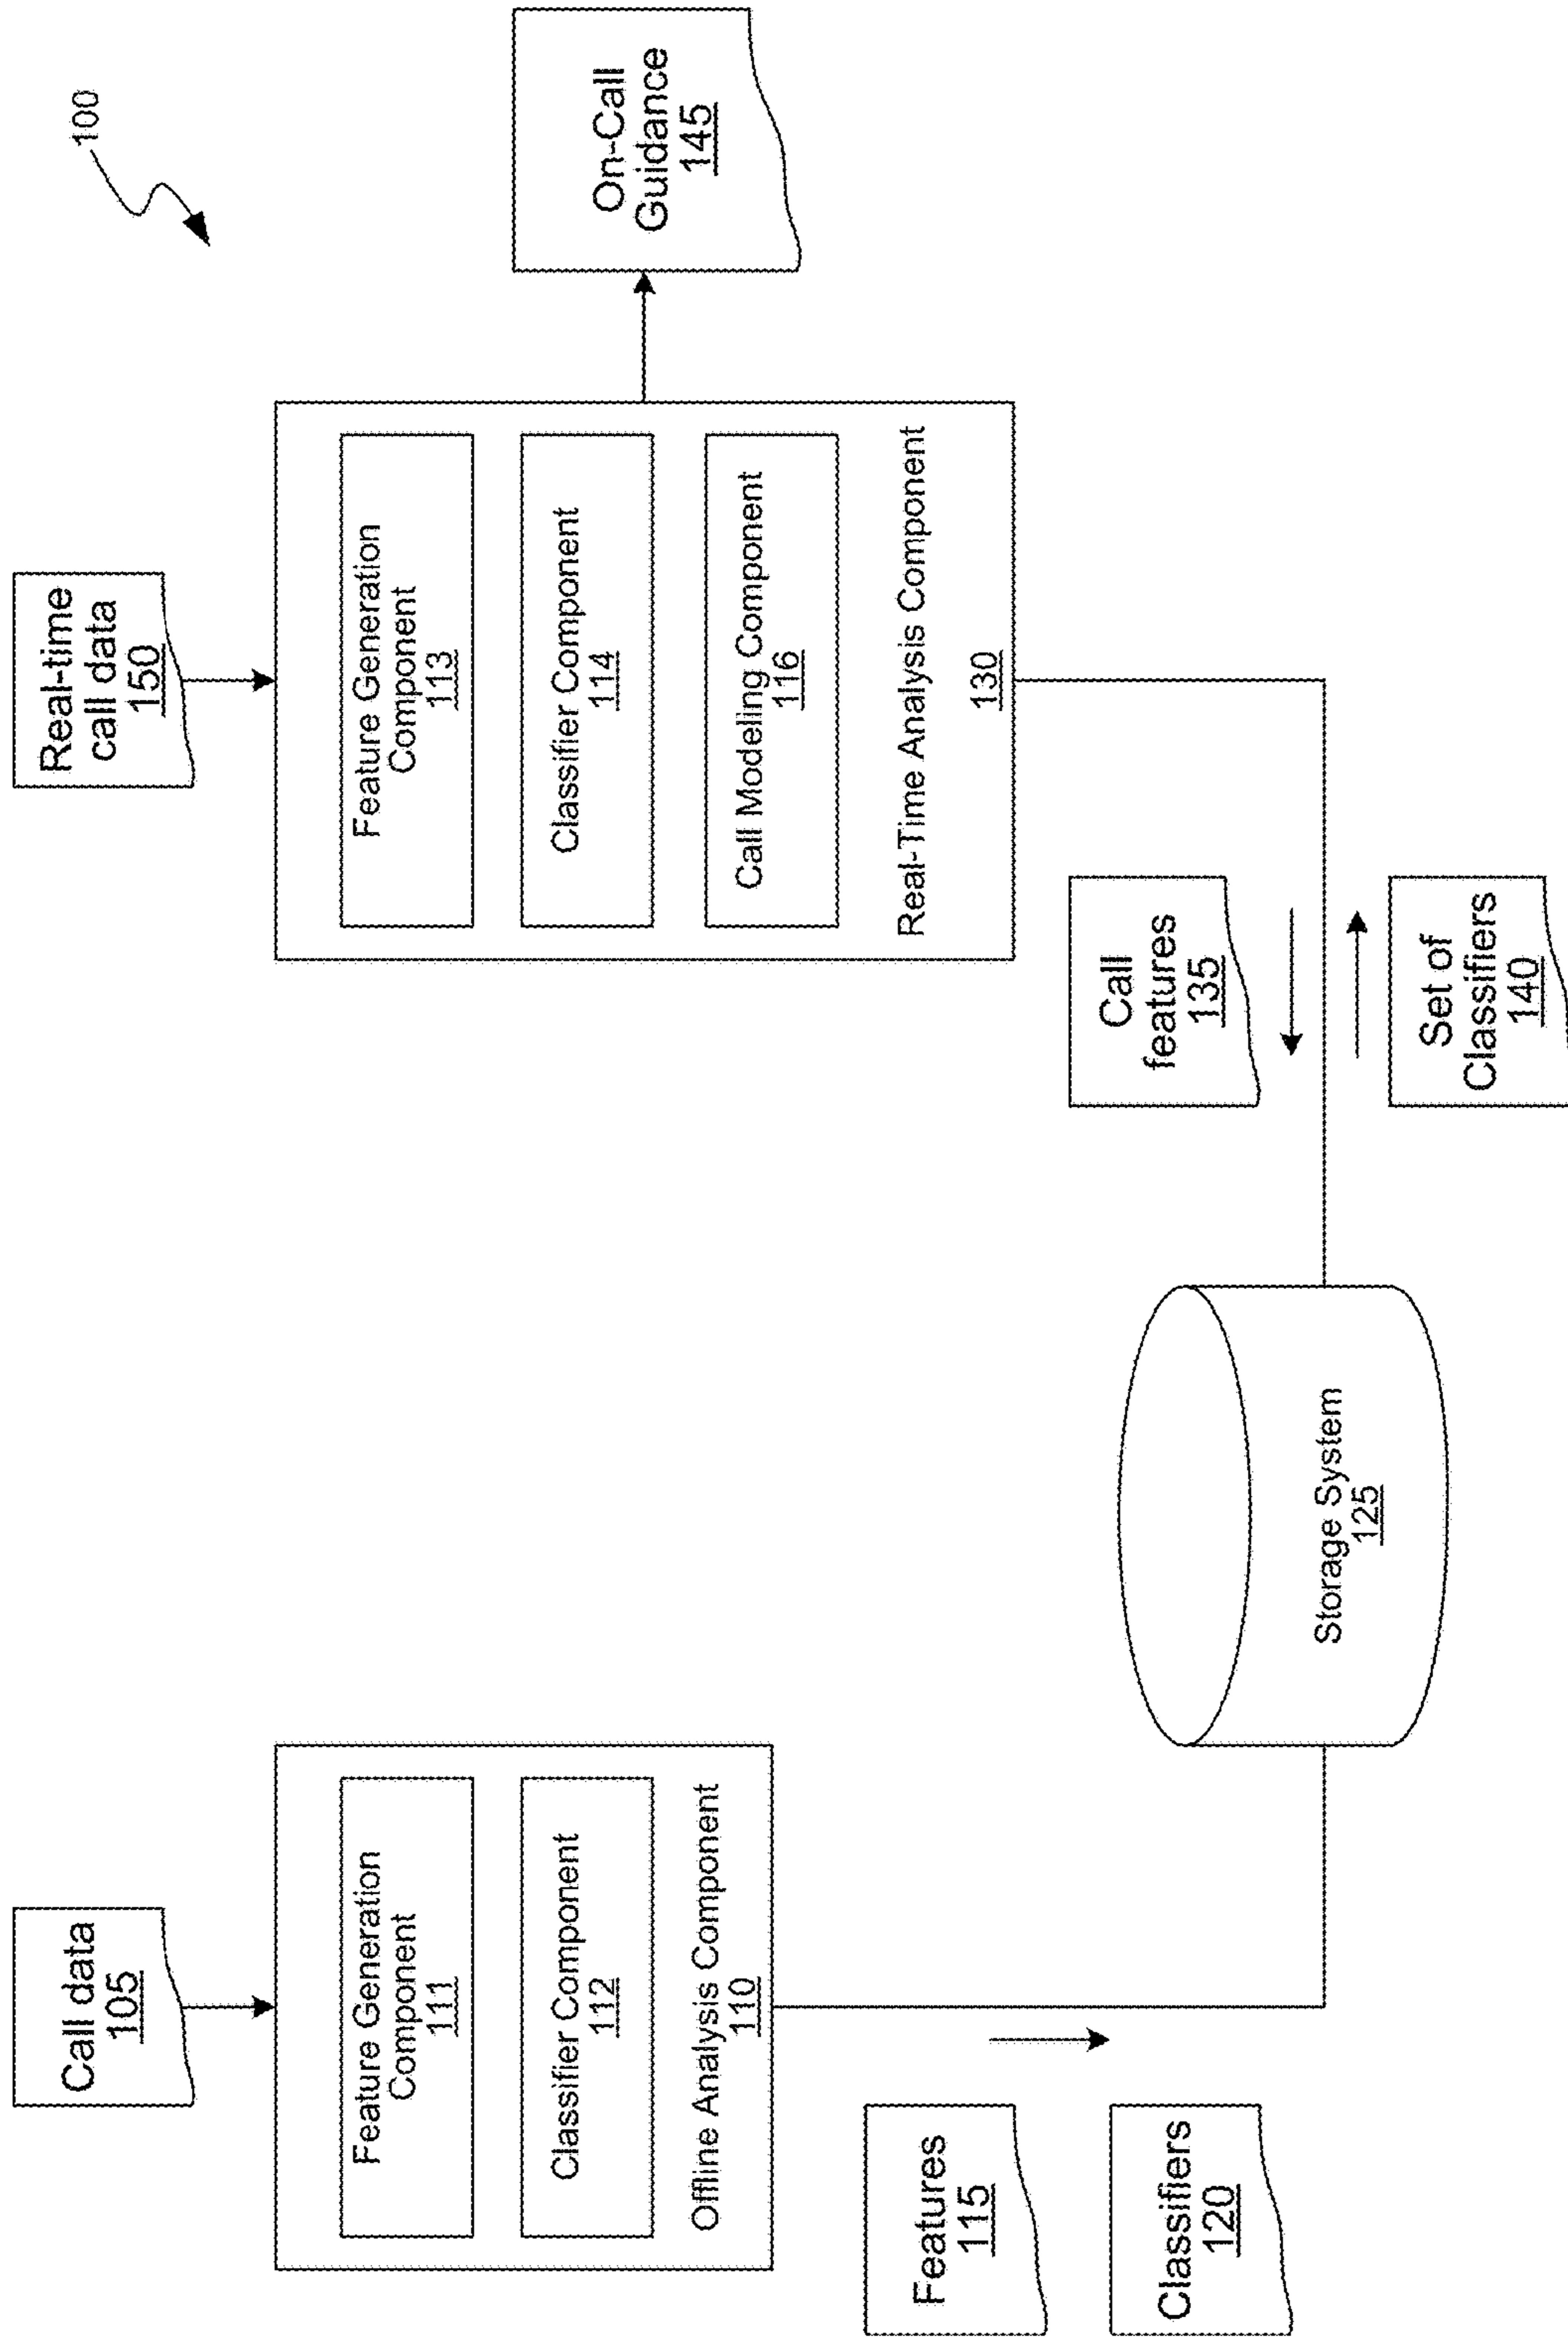 100
Call data
105
Feature Generation
Component
111
Classifier Component
112
Offline Analysis Component
110
Features
115
Classifiers
120
Storage System
125
Real-time
call data
150
Feature Generation
Component
113
Classifier Component
114
Call Modeling Component
116
Real-Time Analysis Component
130
Call
features
135
Set of
Classifiers
140
On-Call
Guidance
145